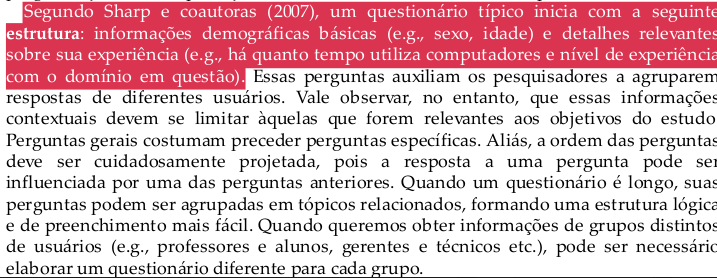 Segundo Sharp e coautoras (2007), um questionário típico inicia com a seguinte
estrutura: informações demográficas básicas (e.g., sexo, idade) e detalhes relevantes
sobre sua experiência (e.g., há quanto tempo utiliza computadores e nível de experiência
com o domínio em questão). Essas perguntas auxiliam os pesquisadores a agruparem
respostas de diferentes usuários. Vale observar, no entanto, que essas informações
contextuais devem se limitar àquelas que forem relevantes aos objetivos do estudo
Perguntas gerais costumam preceder perguntas específicas. Aliás, a ordem das perguntas
deve ser cuidadosamente projetada, pois a resposta a uma pergunta pode ser
influenciada por uma das perguntas anteriores. Quando um questionário é longo, suas
perguntas podem ser agrupadas em tópicos relacionados, formando uma estrutura lógica
e de preenchimento mais fácil. Quando queremos obter informações de grupos distintos
de usuários (e.g., professores e alunos, gerentes e técnicos etc.), pode ser necessário
elaborar um questionário diferente para cada grupo.